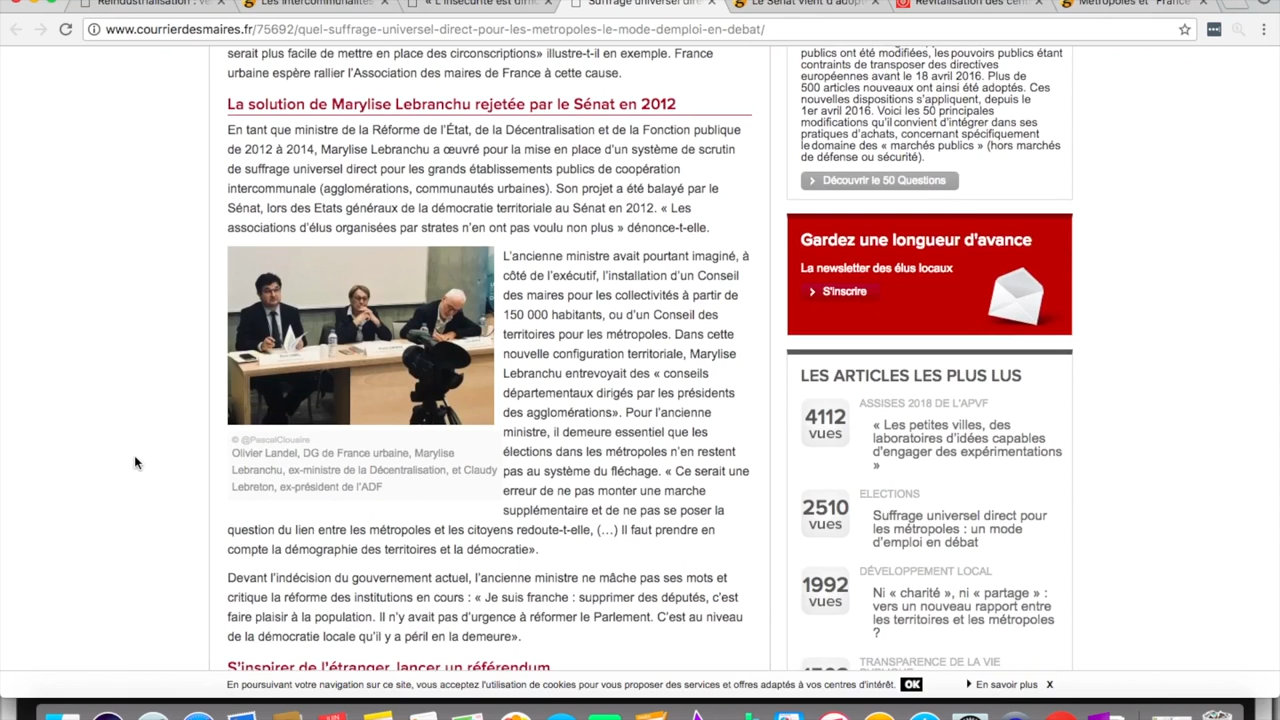 Réindustrialisation : v
Les intercommunalités
« L'insécurité est diffic
Suffrage universel direc
Le Sénat vient d'adopt
Revitalisation des cent
Métropoles et "France
www.courrierdesmaires.fr/75692/quel-suffrage-universel-direct-pour-les-metropoles-le-mode-demploi-en-debat/
serait plus facile de mettre en place des circonscriptions» illustre-t-il en exemple. France
urbaine espère rallier l'Association des maires de France à cette cause.
La solution de Marylise Lebranchu rejetée par le Sénat en 2012
En tant que ministre de la Réforme de l'État, de la Décentralisation et de la Fonction publique
de 2012 à 2014, Marylise Lebranchu a œuvré pour la mise en place d'un système de scrutin
de suffrage universel direct pour les grands établissements publics de coopération
intercommunale (agglomérations, communautés urbaines). Son projet a été balayé par le
Sénat, lors des Etats généraux de la démocratie territoriale au Sénat en 2012. « Les
associations d'élus organisées par strates n'en ont pas voulu non plus » dénonce-t-elle.
L'ancienne ministre avait pourtant imaginé, à
côté de l'exécutif, l'installation d'un Conseil
des maires pour les collectivités à partir de
150 000 habitants, ou d'un Conseil des
territoires pour les métropoles. Dans cette
nouvelle configuration territoriale, Marylise
Lebranchu entrevoyait des « conseils
départementaux dirigés par les présidents
des agglomérations». Pour l'ancienne
ministre, il demeure essentiel que les
élections dans les métropoles n'en restent
pas au système du fléchage. « Ce serait une
erreur de ne pas monter une marche
supplémentaire et de ne pas se poser la
question du lien entre les métropoles et les citoyens redoute-t-elle, (…) Il faut prendre en
compte la démographie des territoires et la démocratie».
© @PascalClouaire
Olivier Landel, DG de France urbaine, Marylise
Lebranchu, ex-ministre de la Décentralisation, et Claudy
Lebreton, ex-président de l'ADF
Devant l'indécision du gouvernement actuel, l'ancienne ministre ne mâche pas ses mots et
critique la réforme des institutions en cours : « Je suis franche : supprimer des députés, c'est
faire plaisir à la population. Il n'y avait pas d'urgence à réformer le Parlement. C'est au niveau
de la démocratie locale qu'il y a péril en la demeure».
S'inspirer de l'étranger, lancer un référendum
publics ont été modifiées, les pouvoirs publics étant
contraints de transposer des directives
européennes avant le 18 avril 2016. Plus de
500 articles nouveaux ont ainsi été adoptés. Ces
nouvelles dispositions s'appliquent, depuis le
1er avril 2016. Voici les 50 principales
modifications qu'il convient d'intégrer dans ses
pratiques d'achats, concernant spécifiquement
le domaine des « marchés publics » (hors marchés
de défense ou sécurité).
Découvrir le 50 Questions
Gardez une longueur d'avance
La newsletter des élus locaux
S'inscrire
LES ARTICLES LES PLUS LUS
4112
vues
ASSISES 2018 DE L'APVF
« Les petites villes, des
laboratoires d'idées capables
d'engager des expérimentations
»
2510
vues
ELECTIONS
Suffrage universel direct pour
les métropoles : un mode
d'emploi en débat
1992
vues
DÉVELOPPEMENT LOCAL
Ni « charité », ni « partage » :
vers un nouveau rapport entre
les territoires et les métropoles
?
TRANSPARENCE DE LA VIE
En poursuivant votre navigation sur ce site, vous acceptez l'utilisation de cookies pour vous proposer des services et offres adaptés à vos centres d'intérêt.
OK
En savoir plus
X